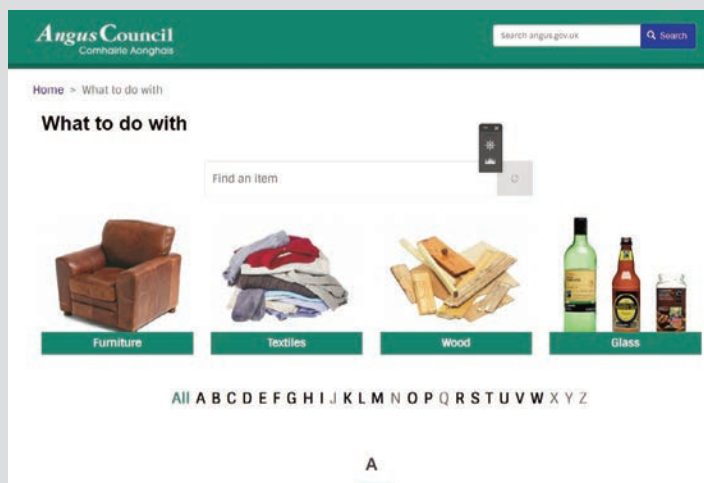 Angus Council
Comhairle Aonghais
Search angus.gov.uk
Search
Home > What to do with
What to do with
Find an item
Furniture
Textiles
Wood
Glass
All A B C D E F G H I J K L M N O P Q R S T U V W X Y Z
A